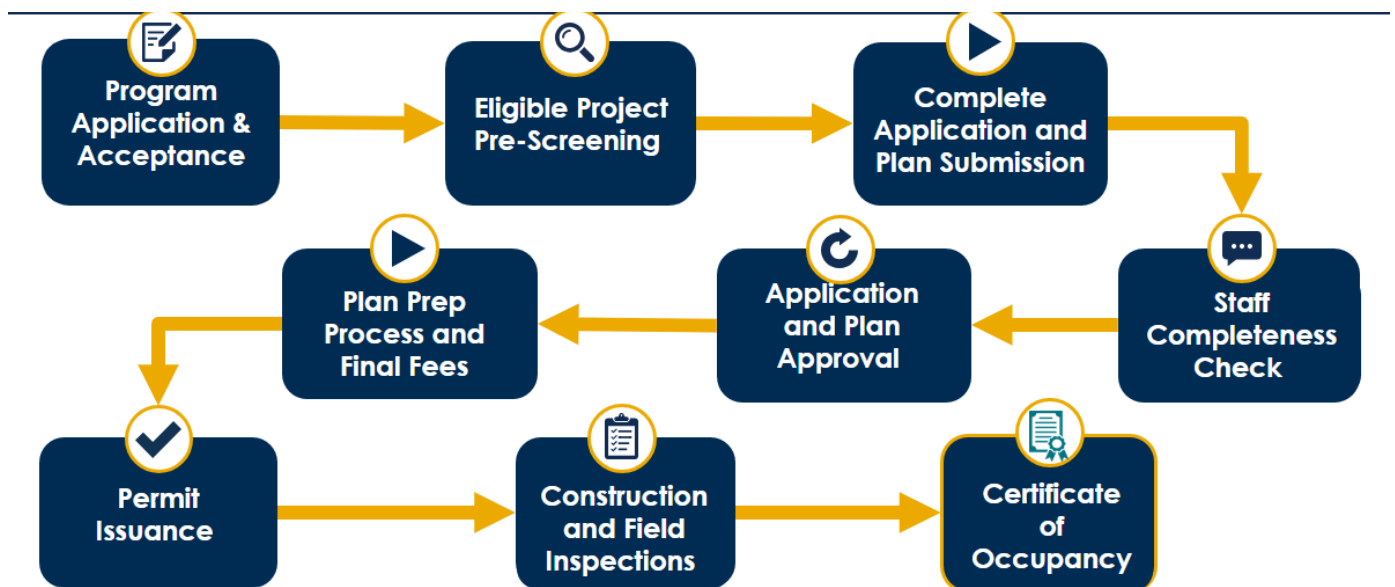 Program
Application &
Acceptance
Eligible Project
Pre-Screening
Complete
Application and
Plan Submission
Staff
Completeness
Check
Application
and Plan
Approval
Plan Prep
Process and
Final Fees
Permit
Issuance
Construction
and Field
Inspections
Certificate
of
Occupancy